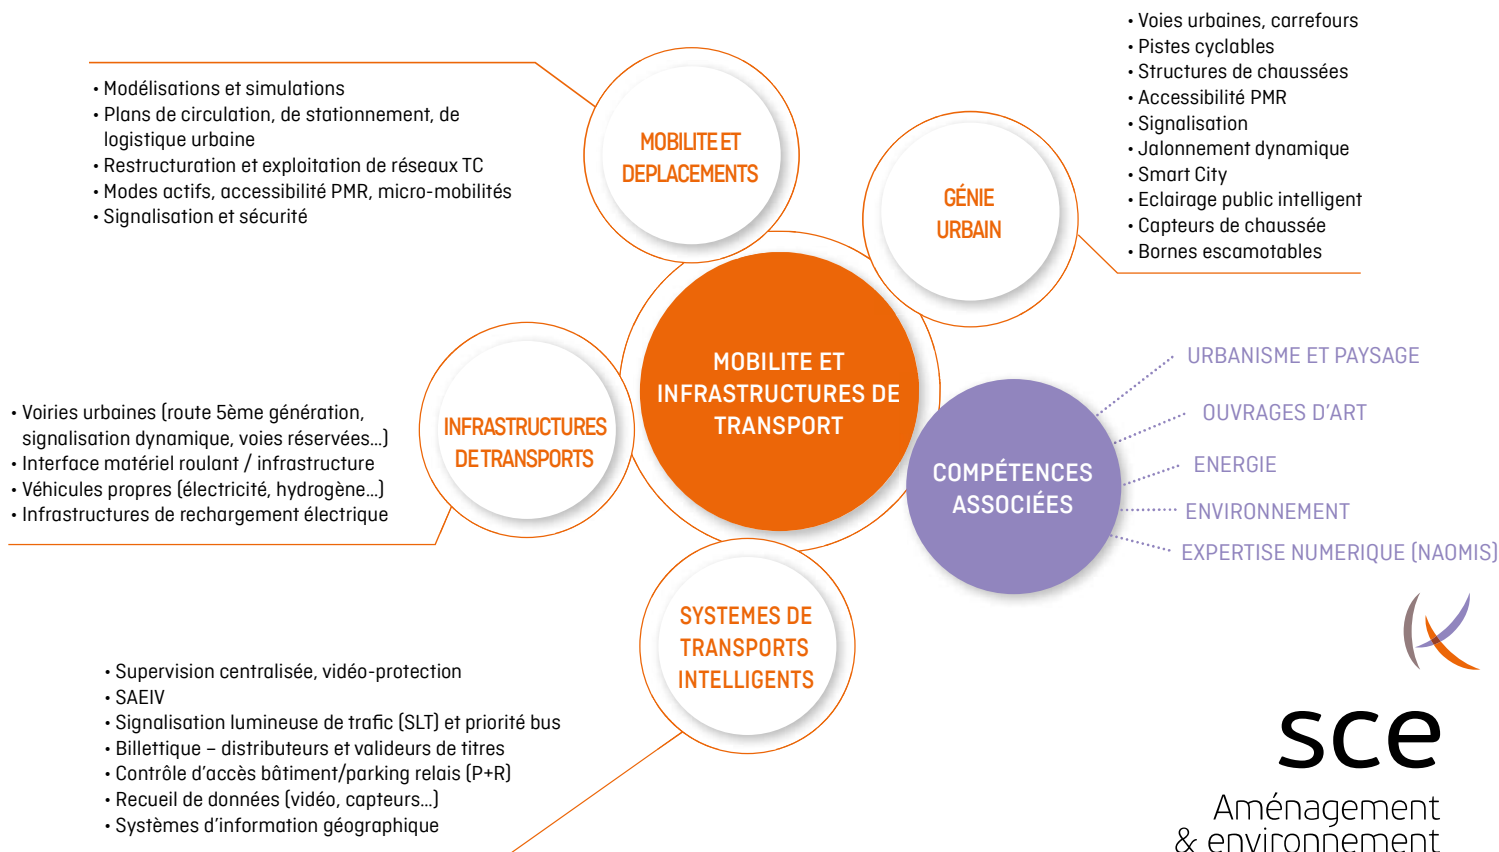 • Modélisations et simulations
• Plans de circulation, de stationnement, de
logistique urbaine
• Restructuration et exploitation de réseaux TC
• Modes actifs, accessibilité PMR, micro-mobilités
• Signalisation et sécurité
MOBILITE ET
DEPLACEMENTS
GÉNIE
URBAIN
• Voies urbaines, carrefours
• Pistes cyclables
• Structures de chaussées
• Accessibilité PMR
• Signalisation
• Jalonnement dynamique
• Smart City
• Eclairage public intelligent
• Capteurs de chaussée
• Bornes escamotables
MOBILITE ET
INFRASTRUCTURES DE
TRANSPORT
• Voiries urbaines (route 5ème génération,
signalisation dynamique, voies réservées...)
• Interface matériel roulant / infrastructure
• Véhicules propres (électricité, hydrogène...)
• Infrastructures de rechargement électrique
INFRASTRUCTURES
DE TRANSPORTS
COMPÉTENCES
ASSOCIÉES
URBANISME ET PAYSAGE
OUVRAGES D'ART
ENERGIE
ENVIRONNEMENT
EXPERTISE NUMERIQUE (NAOMIS)
SYSTEMES DE
TRANSPORTS
INTELLIGENTS
• Supervision centralisée, vidéo-protection
• SAEIV
• Signalisation lumineuse de trafic (SLT) et priorité bus
• Billettique – distributeurs et valideurs de titres
• Contrôle d'accès bâtiment/parking relais (P+R)
• Recueil de données (vidéo, capteurs...)
• Systèmes d'information géographique
sce
Aménagement
& environnement